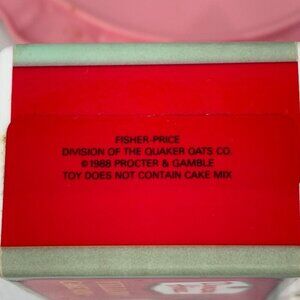 FISHER-PRICE
DIVISION OF THE QUAKER OATS CO.
©1988 PROCTER & GAMBLE
TOY DOES NOT CONTAIN CAKE MIX